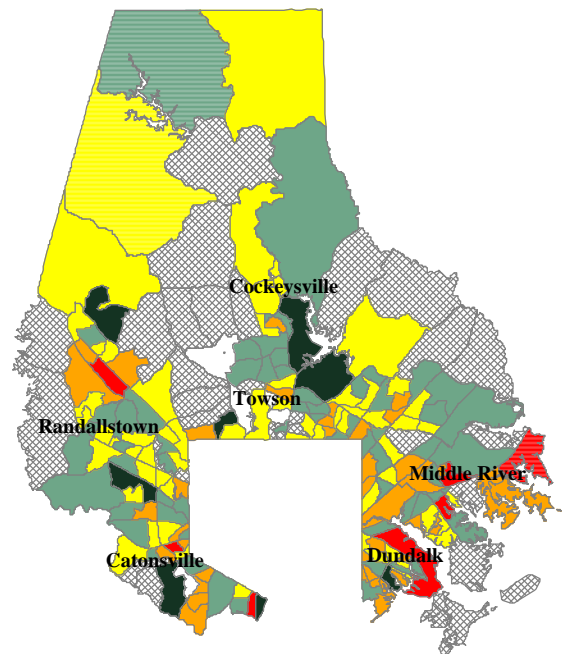 Cockeysville
Towson
Randallstown
Middle River
Catonsville
Dundalk